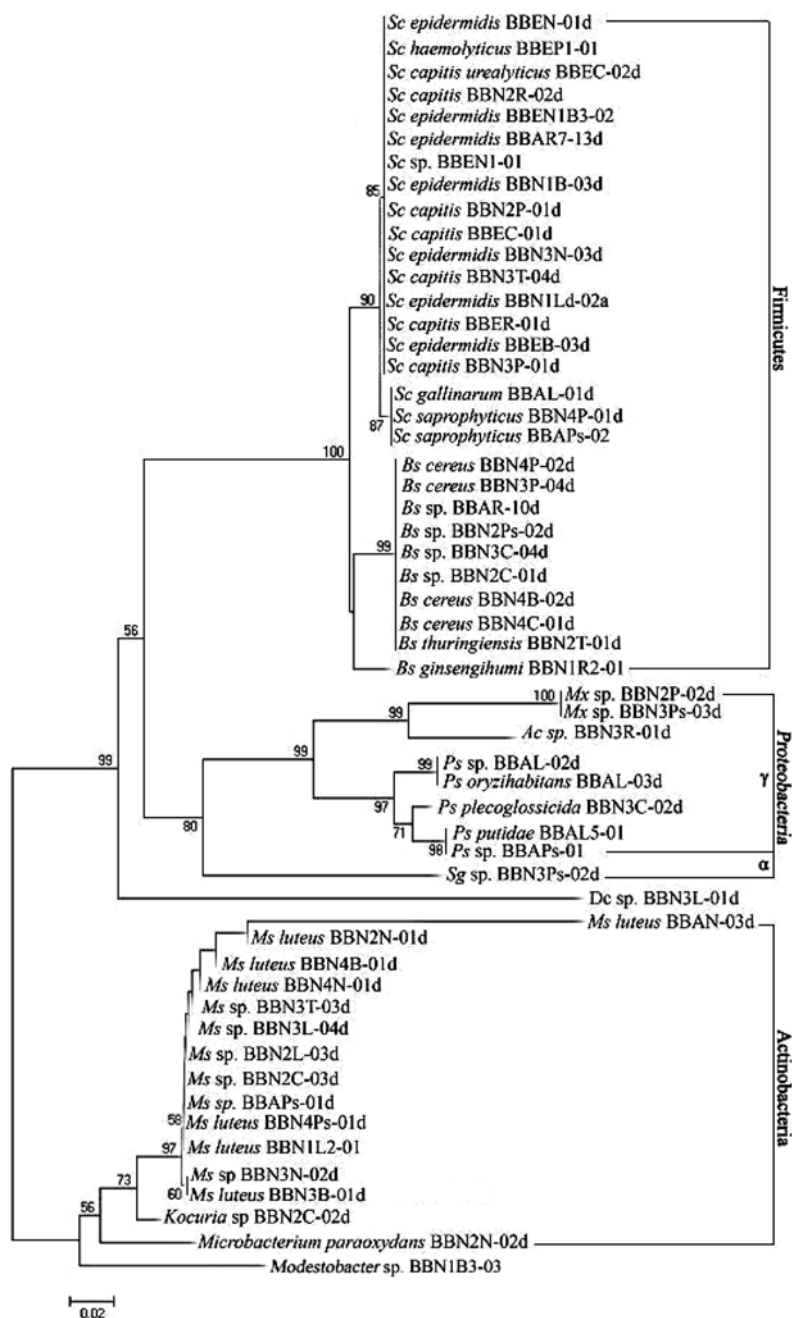 Sc epidermidis BBEN-01d
Sc haemolyticus BBEP1-01
Sc capitis urealyticus BBEC-02d
Sc capitis BBN2R-02d
Sc epidermidis BBEN1B3-02
Sc epidermidis BBAR7-13d
Sc sp. BBEN1-01
Sc epidermidis BBN1B-03d
85
Sc capitis BBN2P-01d
Sc capitis BBEC-01d
Sc epidermidis BBN3N-03d
Sc capitis BBN3T-04d
90
Sc epidermidis BBN1Ld-02a
Sc capitis BBER-01d
Sc epidermidis BBEB-03d
Sc capitis BBN3P-01d
Sc gallinarum BBAL-01d
Sc saprophyticus BBN4P-01d
87
Sc saprophyticus BBAPs-02
Firmicutes
100
Bs cereus BBN4P-02d
Bs cereus BBN3P-04d
Bs sp. BBAR-10d
Bs sp. BBN2Ps-02d
99
Bs sp. BBN3C-04d
Bs sp. BBN2C-01d
Bs cereus BBN4B-02d
Bs cereus BBN4C-01d
Bs thuringiensis BBN2T-01d
56
Bs ginsengihumi BBN1R2-01
100
Mx sp. BBN2P-02d
Mx sp. BBN3Ps-03d
99
Ac sp. BBN3R-01d
99
99
Ps sp. BBAL-02d
Ps oryzihabitans BBAL-03d
97
Ps plecoglossicida BBN3C-02d
71
Ps putidae BBAL5-01
98
Ps sp. BBAPs-01
Proteobacteria
γ
α
99
80
Sg sp. BBN3Ps-02d
Dc sp. BBN3L-01d
Ms luteus BBAN-03d
Ms luteus BBN2N-01d
Ms luteus BBN4B-01d
Ms luteus BBN4N-01d
Ms sp. BBN3T-03d
Ms sp. BBN3L-04d
Ms sp. BBN2L-03d
Ms sp. BBN2C-03d
Ms sp. BBAPs-01d
58
Ms luteus BBN4Ps-01d
97
Ms luteus BBN1L2-01
Ms sp BBN3N-02d
60
Ms luteus BBN3B-01d
73
Kocuria sp BBN2C-02d
56
Microbacterium paraoxydans BBN2N-02d
Actinobacteria
Modestobacter sp. BBN1B3-03
0.02